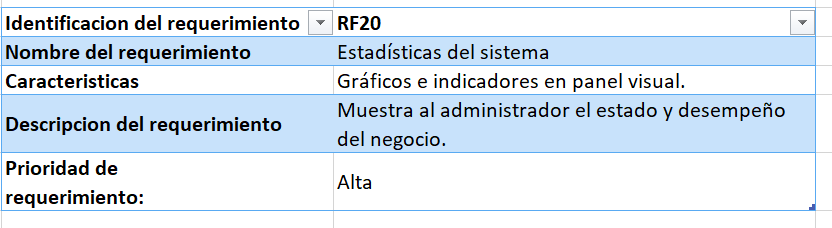 Identificacion del requerimiento RF20
Nombre del requerimiento Estadísticas del sistema
Caracteristicas Gráficos e indicadores en panel visual.
Descripcion del requerimiento Muestra al administrador el estado y desempeño
del negocio.
Prioridad de
requerimiento: Alta